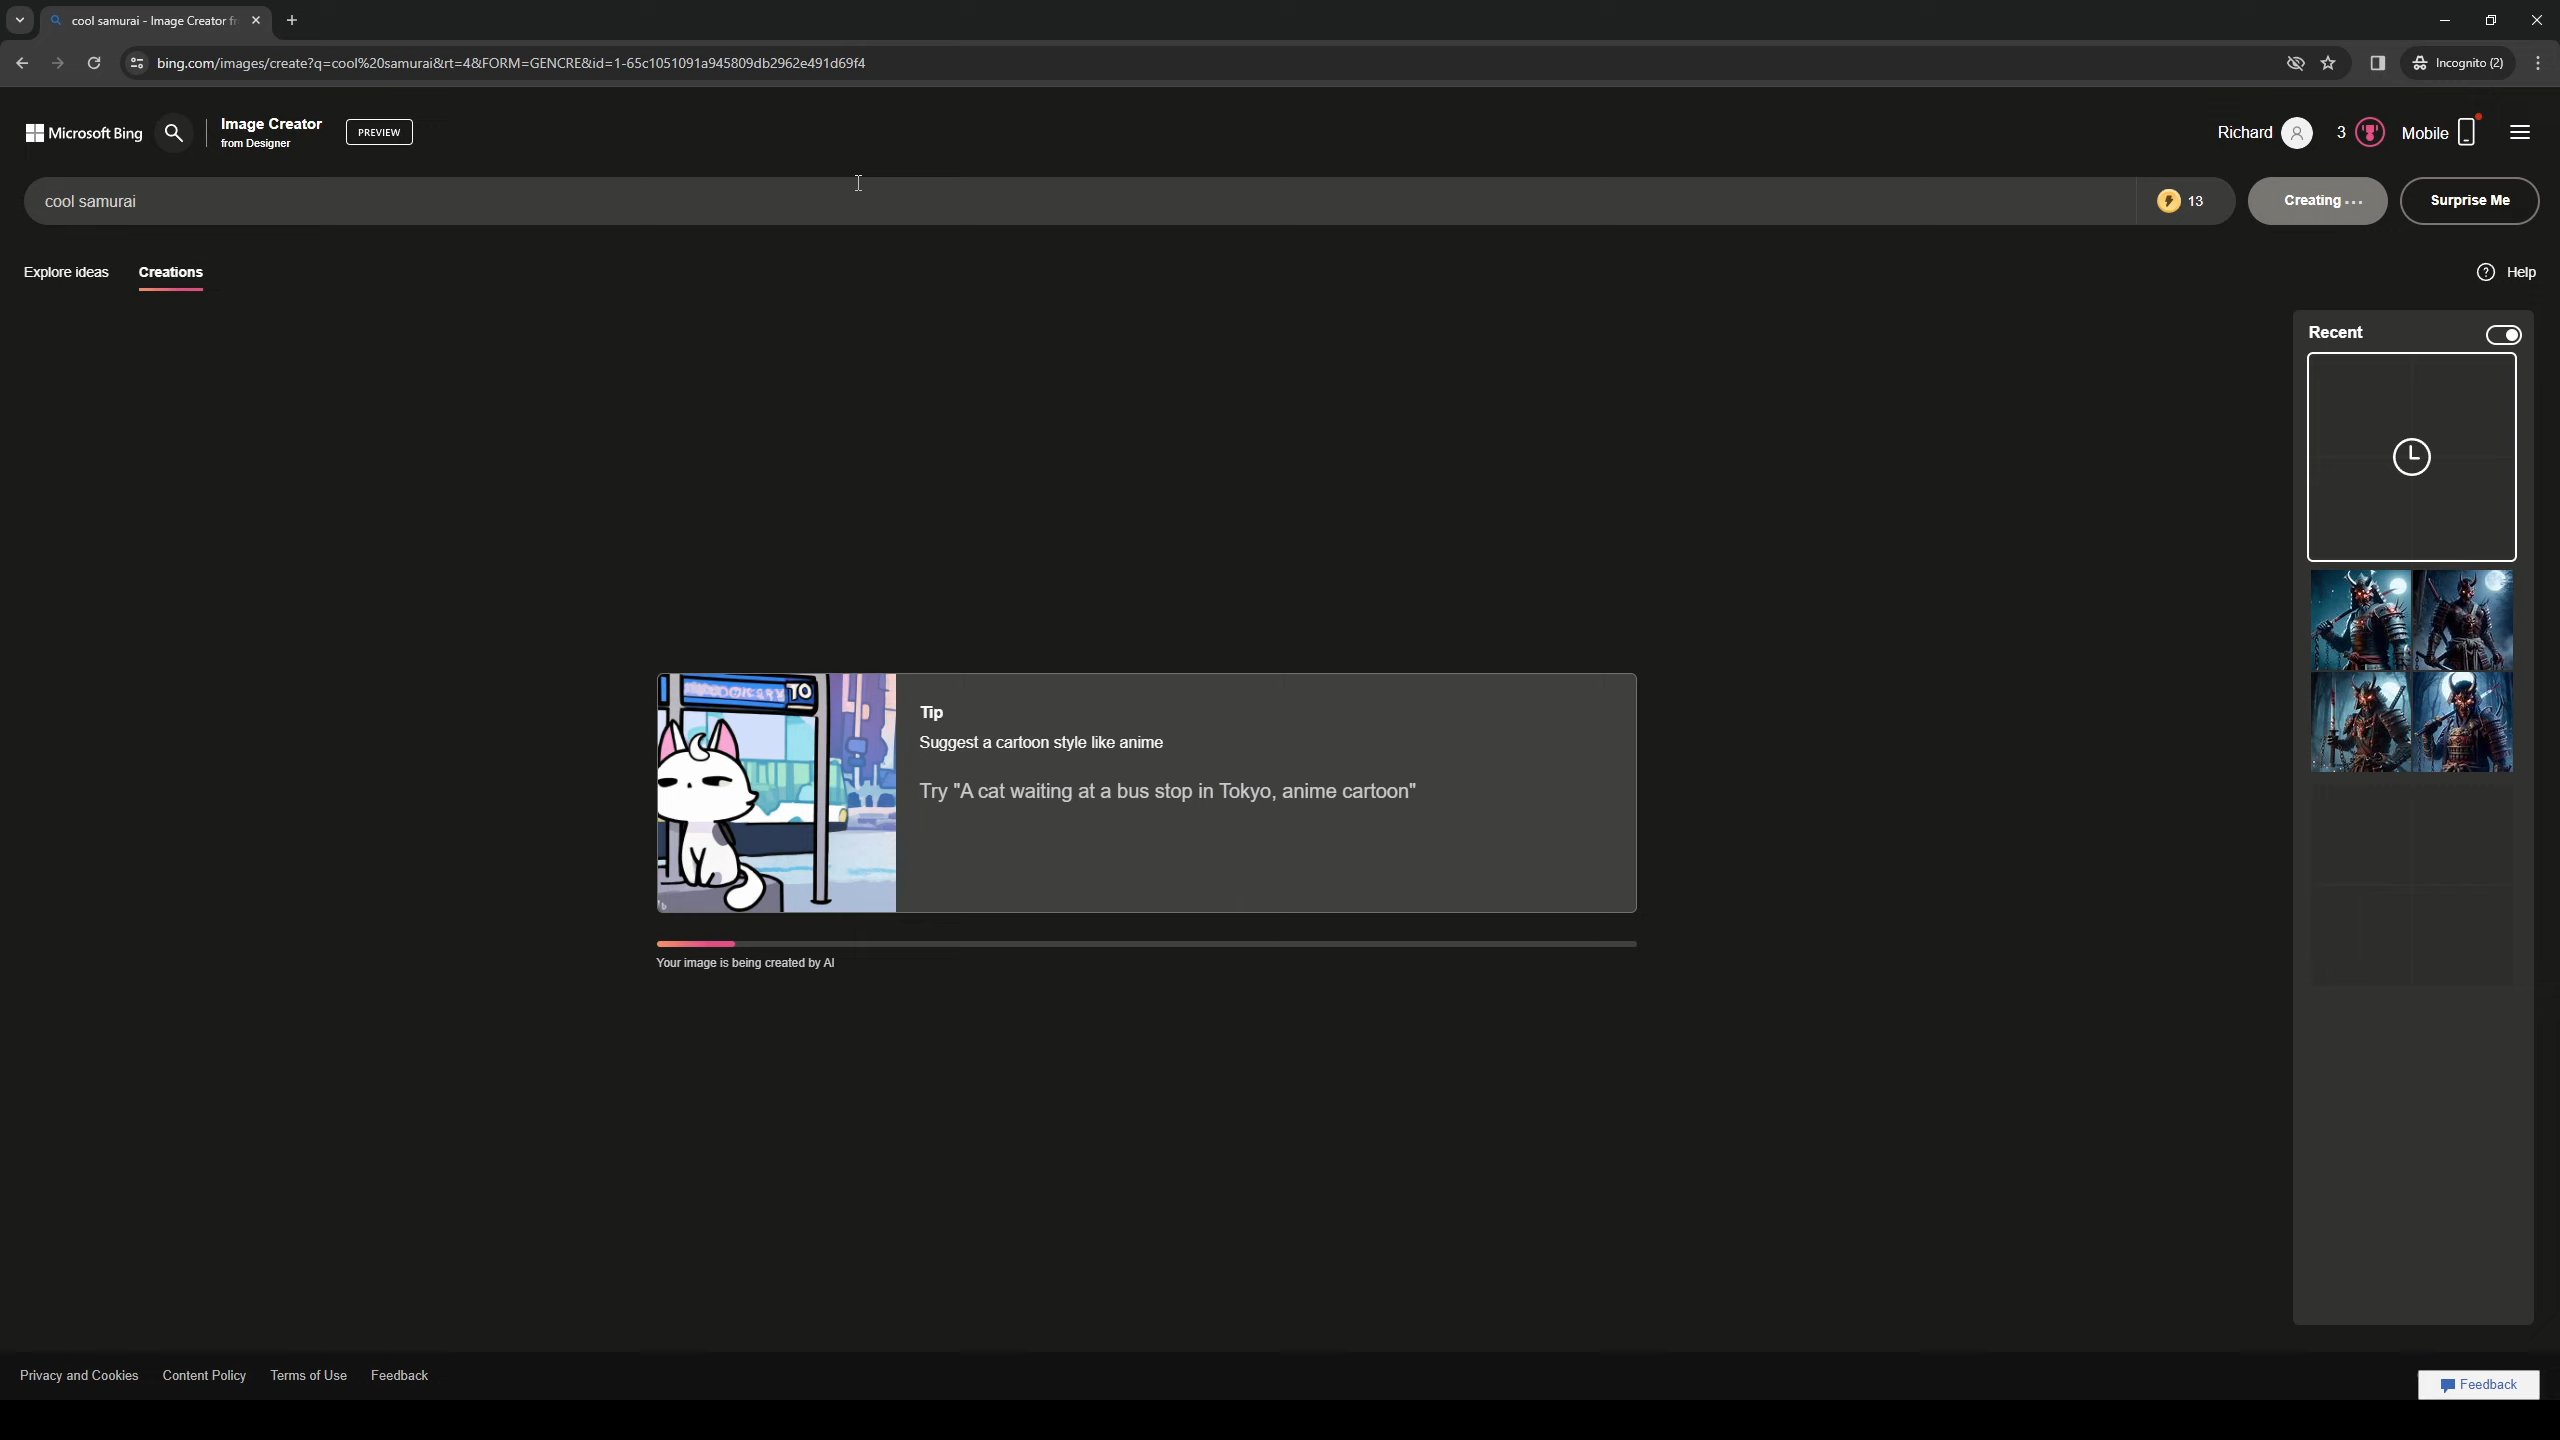 cool samurai - Image Creator fr
bing.com/images/create?q=cool%20samurai&rt=4&FORM=GENCRE&id=1-65c1051091a945809db2962e491d69f4
Incognito (2)
Microsoft Bing
Image Creator
from Designer
PREVIEW
Richard
3
Mobile
cool samurai
13
Creating...
Surprise Me
Explore ideas
Creations
Help
Recent
TO
Tip
Suggest a cartoon style like anime
Try "A cat waiting at a bus stop in Tokyo, anime cartoon"
Your image is being created by AI
Privacy and Cookies
Content Policy
Terms of Use
Feedback
Feedback